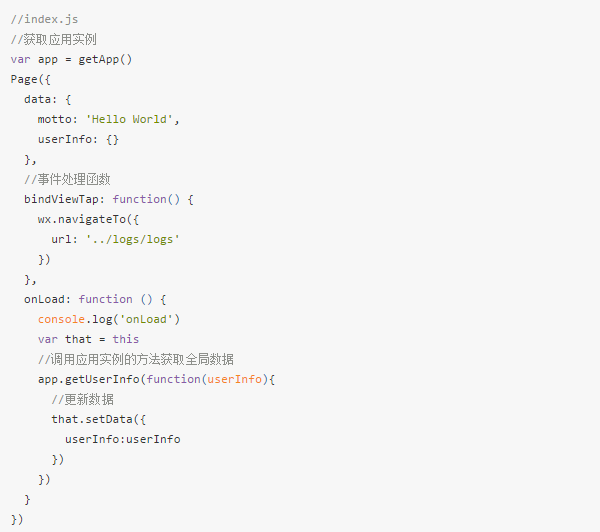 //index.js
//获取应用实例
var app = getApp()
Page({
  data: {
    motto: 'Hello World',
    userInfo: {}
  },
  //事件处理函数
  bindViewTap: function() {
    wx.navigateTo({
      url: '../logs/logs'
    })
  },
  onLoad: function () {
    console.log('onLoad')
    var that = this
    //调用应用实例的方法获取全局数据
    app.getUserInfo(function(userInfo){
      //更新数据
      that.setData({
        userInfo:userInfo
      })
    })
  }
})